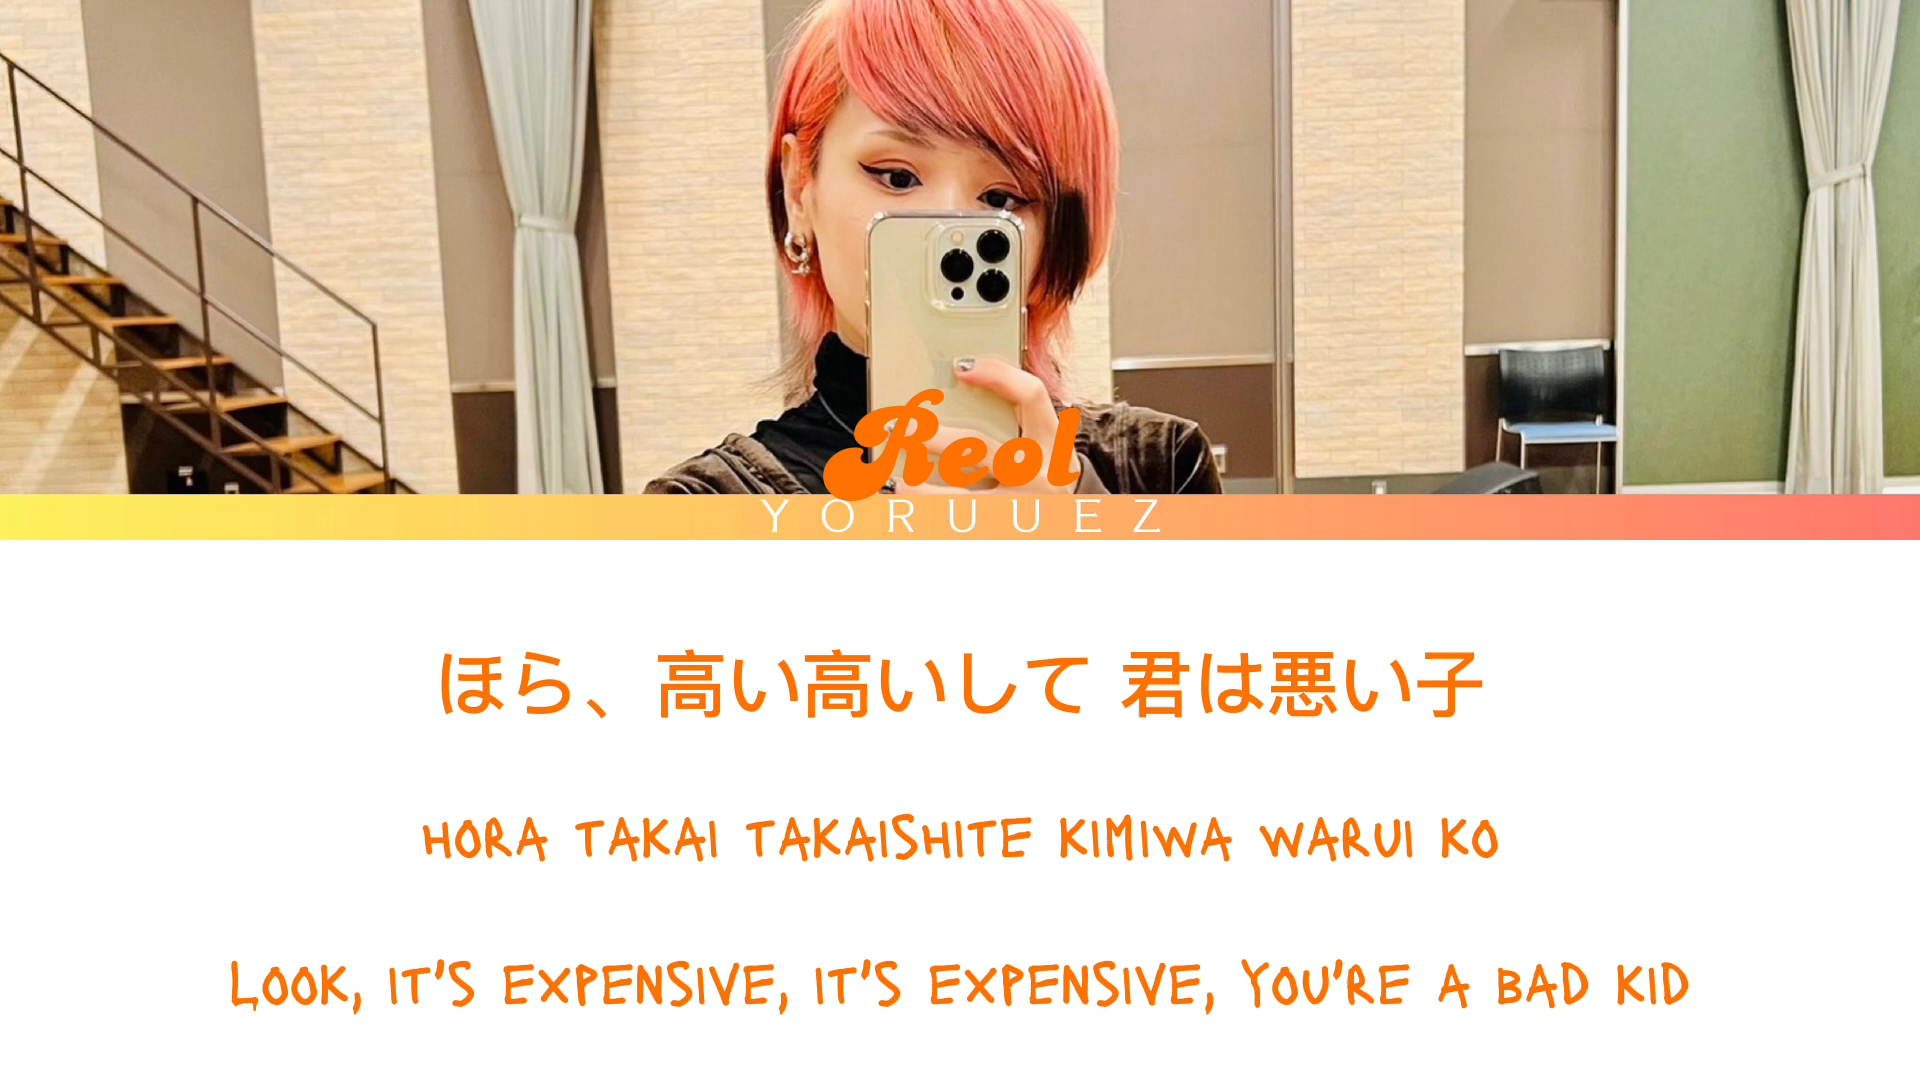 Reol
YORUUEZ
ほら、高い高いして 君は悪い子
HORA TAKAI TAKAISHITE KIMIWA WARUI KO
LOOK, IT'S EXPENSIVE, IT'S EXPENSIVE, YOU'RE A BAD KID